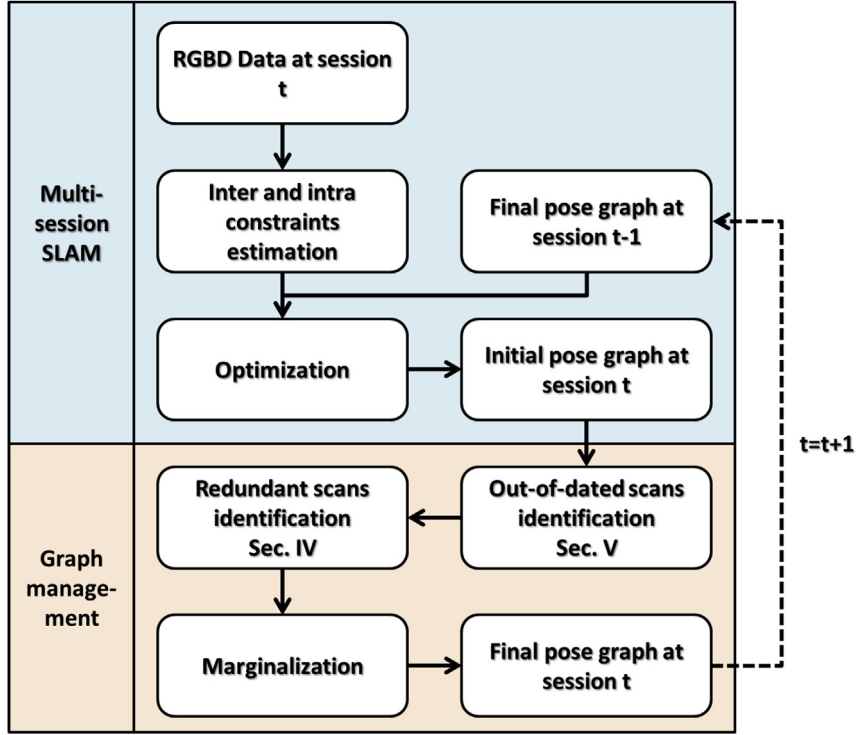 RGBD Data at session
t
Multi-
session
SLAM
Inter and intra
constraints
estimation
Final pose graph at
session t-1
Optimization
Initial pose graph at
session t
t=t+1
Graph
manage-
ment
Redundant scans
identification
Sec. IV
Out-of-dated scans
identification
Sec. V
Marginalization
Final pose graph at
session t